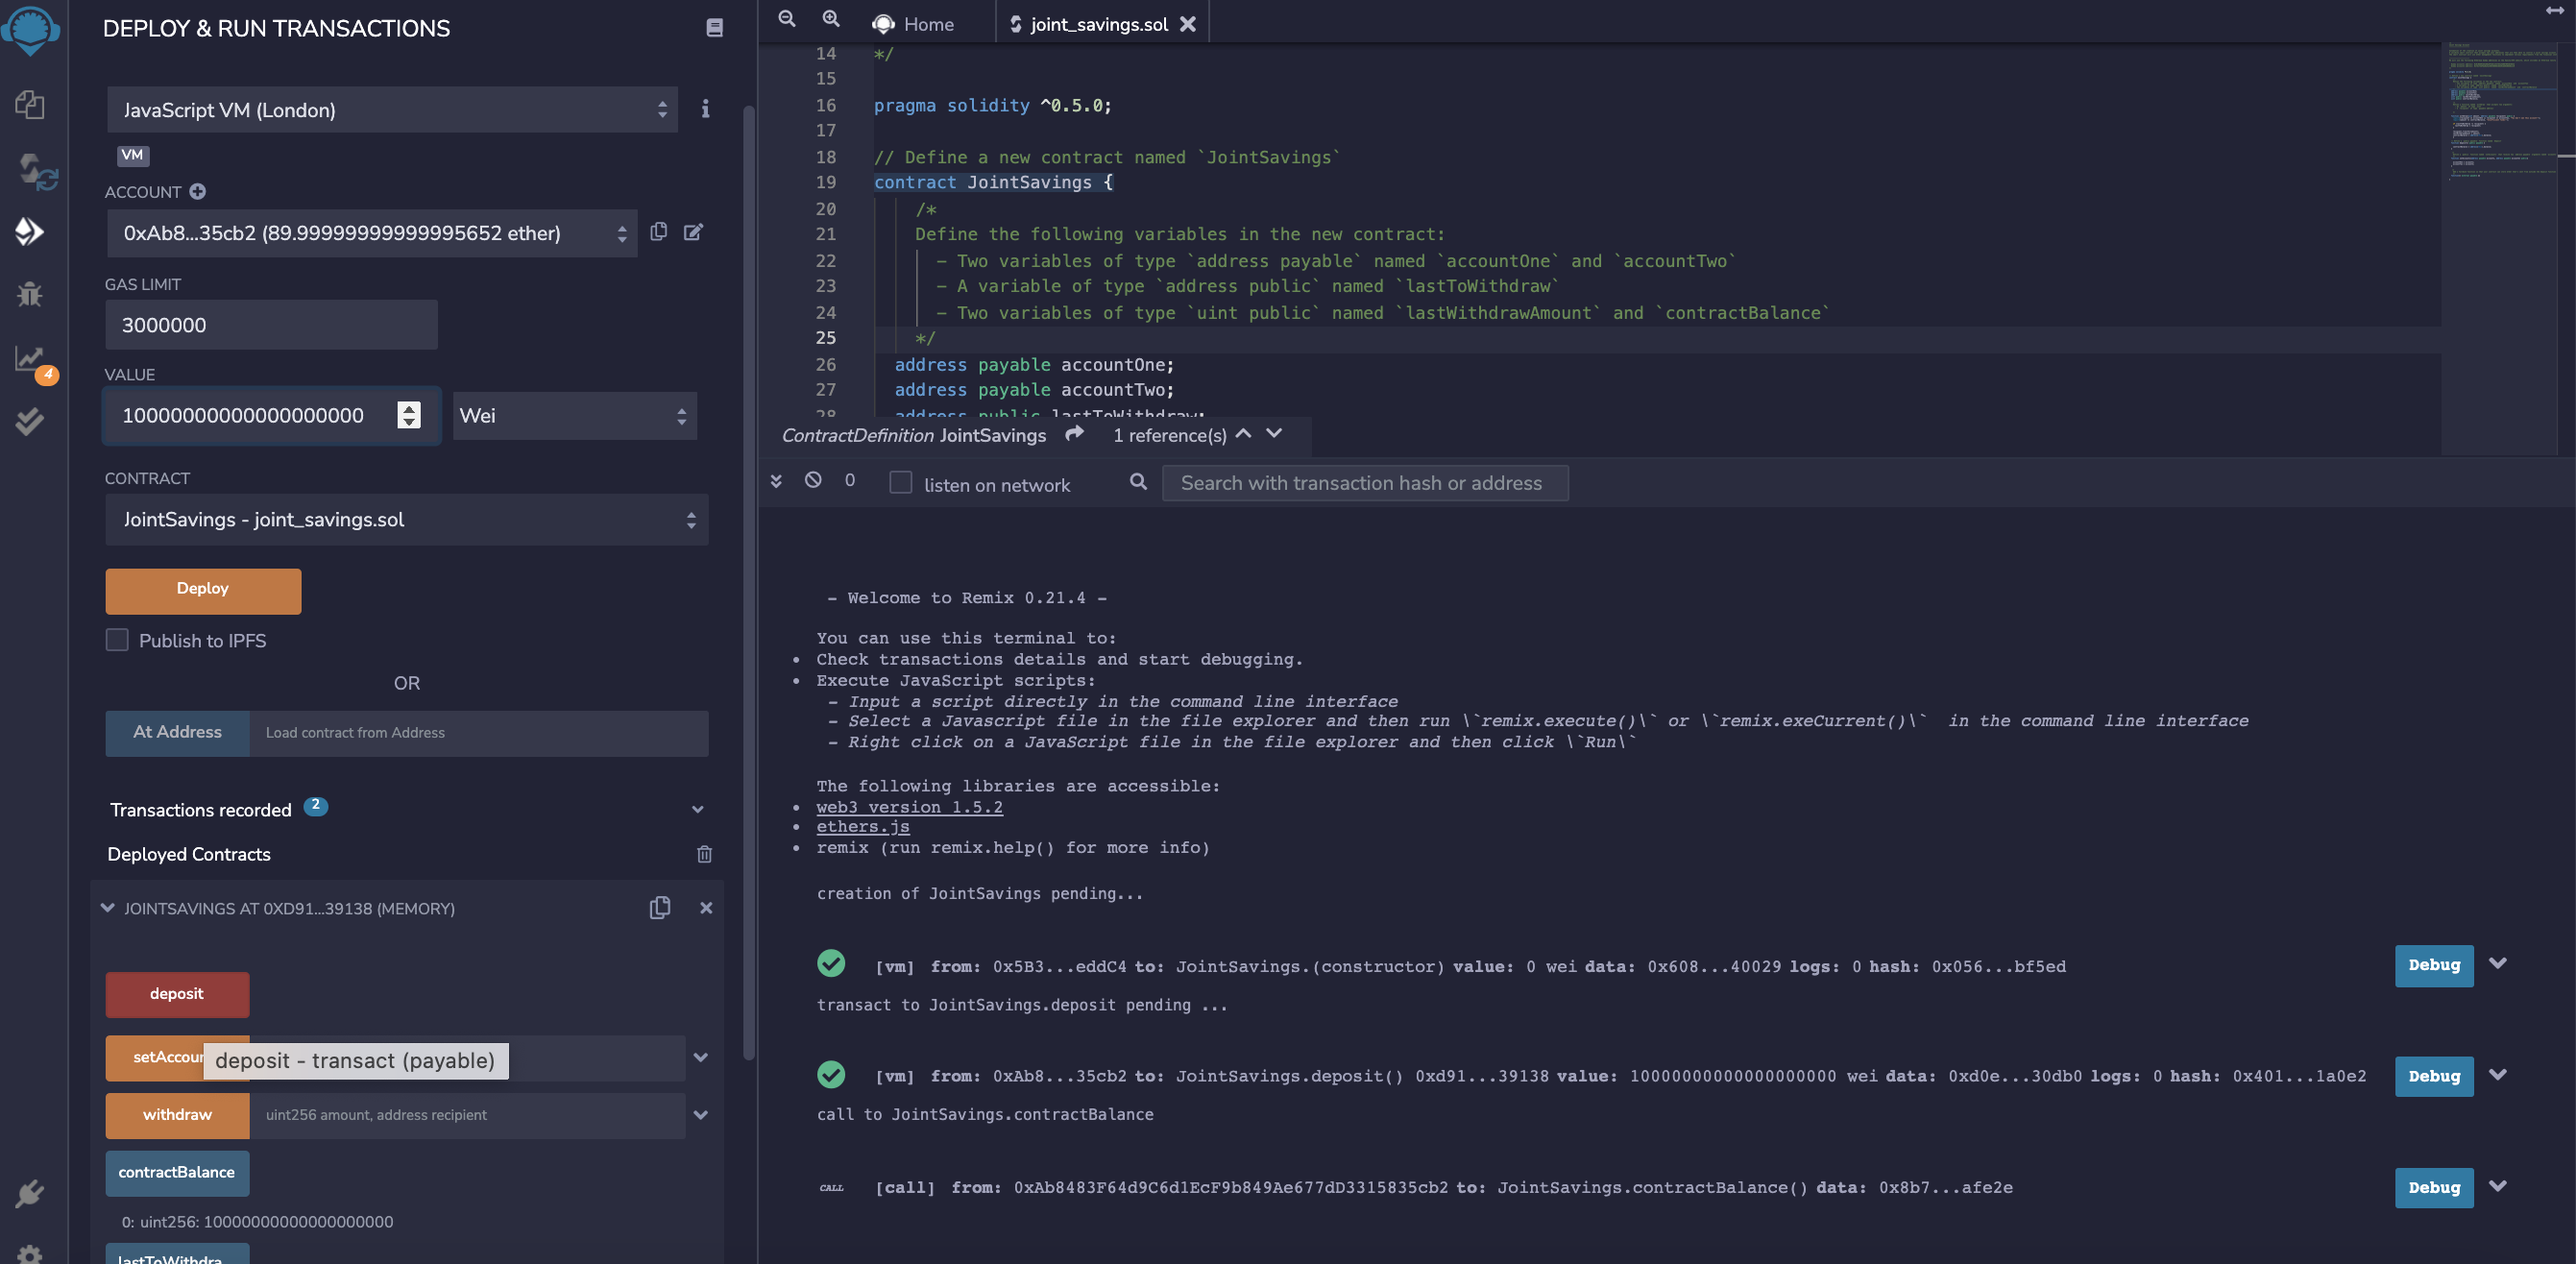 DEPLOY & RUN TRANSACTIONS
JavaScript VM (London)
VM
ACCOUNT
0xAb8...35cb2 (89.99999999999995652 ether)
GAS LIMIT
3000000
VALUE
10000000000000000000
Wei
CONTRACT
JointSavings - joint_savings.sol
Deploy
Publish to IPFS
OR
At Address
Load contract from Address
Transactions recorded 2
Deployed Contracts
JOINTSAVINGS AT 0XD91...39138 (MEMORY)
deposit
setAccoun
deposit - transact (payable)
withdraw
uint256 amount, address recipient
contractBalance
0: uint256: 10000000000000000000
lastToWithdra
4
Home
joint_savings.sol
14 */
15
16 pragma solidity ^0.5.0;
17
18 // Define a new contract named `JointSavings`
19 contract JointSavings {
20 /*
21 Define the following variables in the new contract:
22 - Two variables of type `address payable` named `accountOne` and `accountTwo`
23 - A variable of type `address public` named `lastToWithdraw`
24 - Two variables of type `uint public` named `lastWithdrawAmount` and `contractBalance`
25 */
26 address payable accountOne;
27 address payable accountTwo;
28 address public lastToWithdraw;
ContractDefinition JointSavings 1 reference(s)
0
listen on network
Search with transaction hash or address
- Welcome to Remix 0.21.4 -
You can use this terminal to:
• Check transactions details and start debugging.
• Execute JavaScript scripts:
- Input a script directly in the command line interface
- Select a Javascript file in the file explorer and then run \`remix.execute()\` or \`remix.exeCurrent()\` in the command line interface
- Right click on a JavaScript file in the file explorer and then click \`Run\`
The following libraries are accessible:
• web3 version 1.5.2
• ethers.js
• remix (run remix.help() for more info)
creation of JointSavings pending...
[vm] from: 0x5B3...eddC4 to: JointSavings.(constructor) value: 0 wei data: 0x608...40029 logs: 0 hash: 0x056...bf5ed
Debug
transact to JointSavings.deposit pending ...
[vm] from: 0xAb8...35cb2 to: JointSavings.deposit() 0xd91...39138 value: 10000000000000000000 wei data: 0xd0e...30db0 logs: 0 hash: 0x401...1a0e2
Debug
call to JointSavings.contractBalance
CALL
[call] from: 0xAb8483F64d9C6d1EcF9b849Ae677dD3315835cb2 to: JointSavings.contractBalance() data: 0x8b7...afe2e
Debug